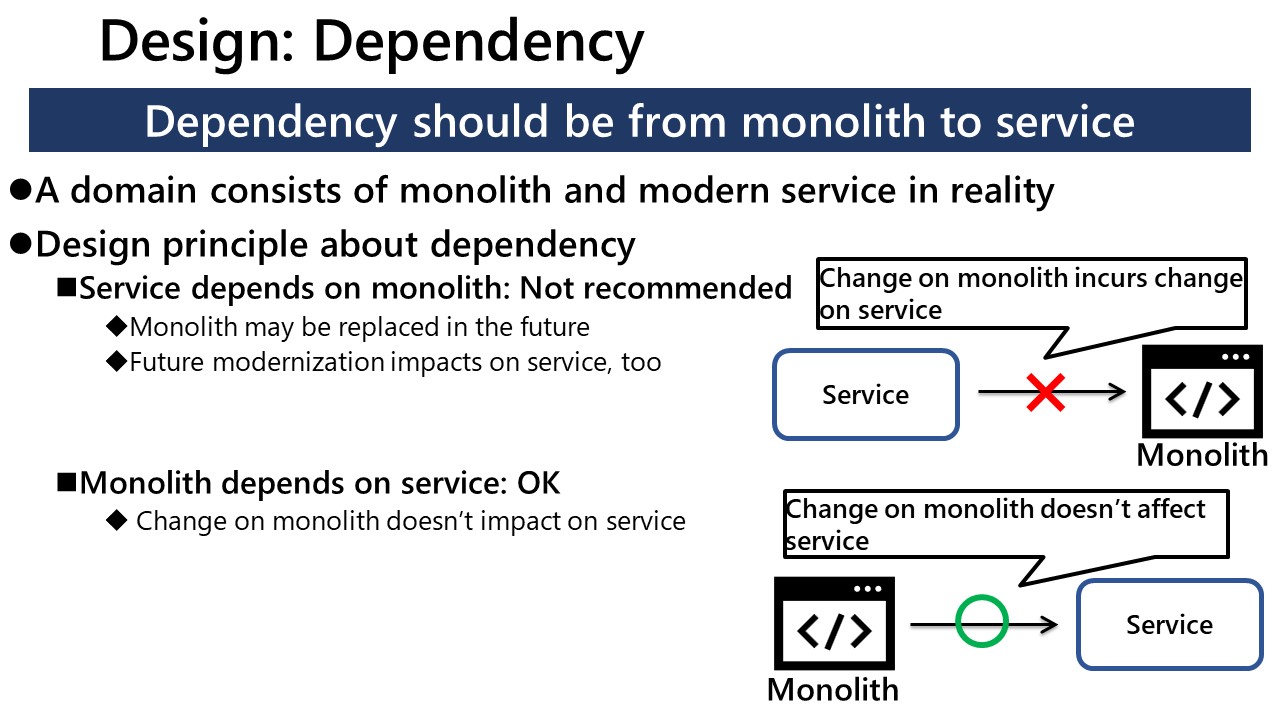 Design: Dependency
Dependency should be from monolith to service
●A domain consists of monolith and modern service in reality
●Design principle about dependency
■Service depends on monolith: Not recommended
◆Monolith may be replaced in the future
◆Future modernization impacts on service, too
Change on monolith incurs change
on service
Service
</>
Monolith
■Monolith depends on service: OK
◆ Change on monolith doesn’t impact on service
Change on monolith doesn’t affect
service
</>
Monolith
Service